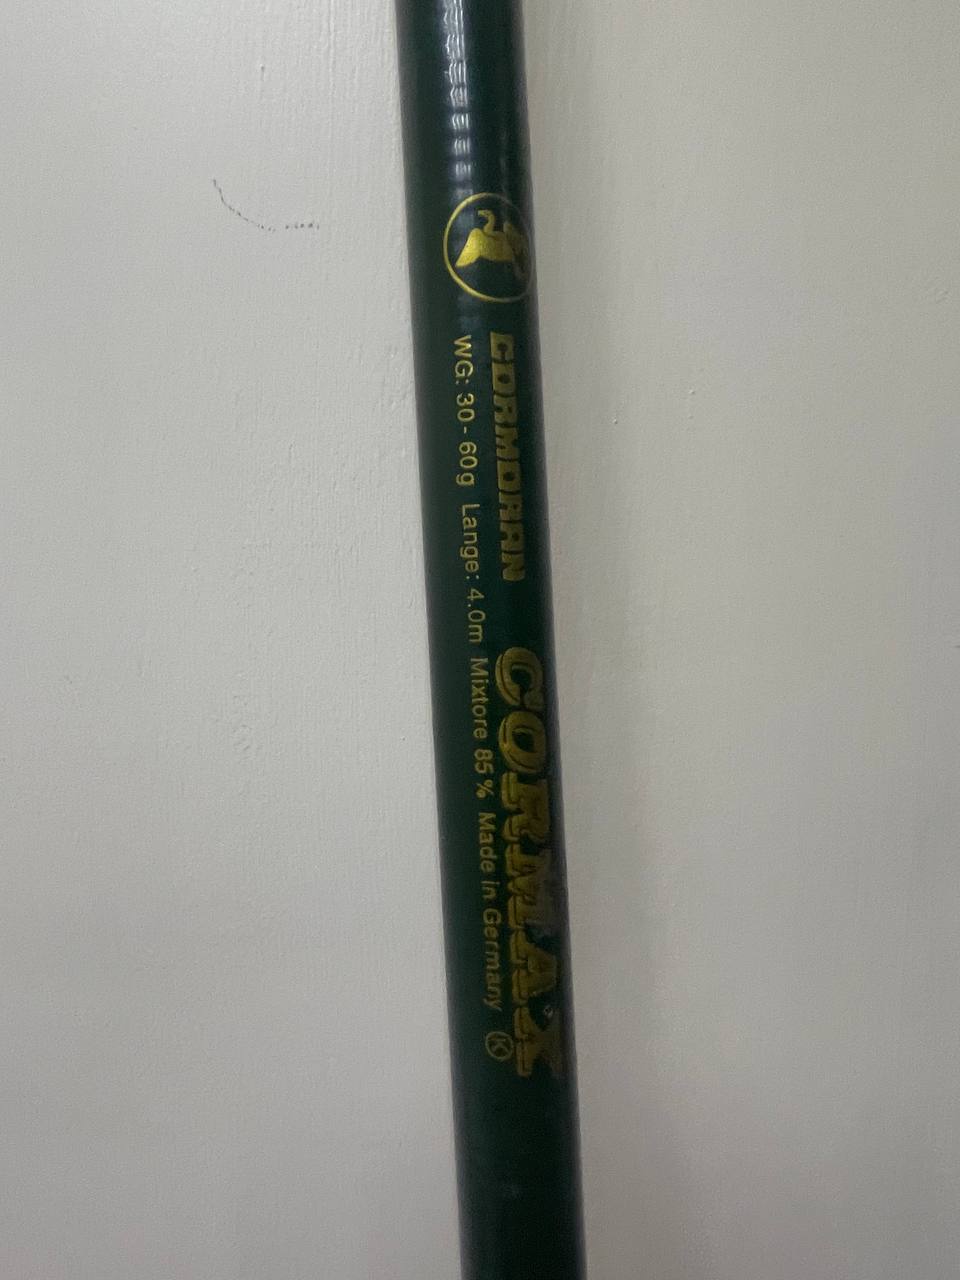 CORMORAN CORMAX
WG: 30-60g Lange: 4.0m Mixtore 85% Made in Germany Ⓚ